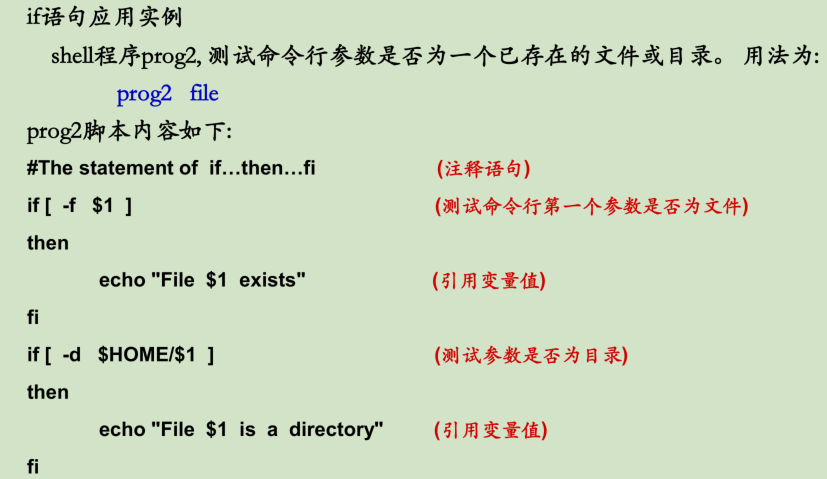 if语句应用实例
shell程序prog2, 测试命令行参数是否为一个已存在的文件或目录。 用法为:
prog2 file
prog2脚本内容如下:
#The statement of if…then…fi (注释语句)
if [ -f $1 ] (测试命令行第一个参数是否为文件)
then
echo "File $1 exists" (引用变量值)
fi
if [ -d $HOME/$1 ] (测试参数是否为目录)
then
echo "File $1 is a directory" (引用变量值)
fi